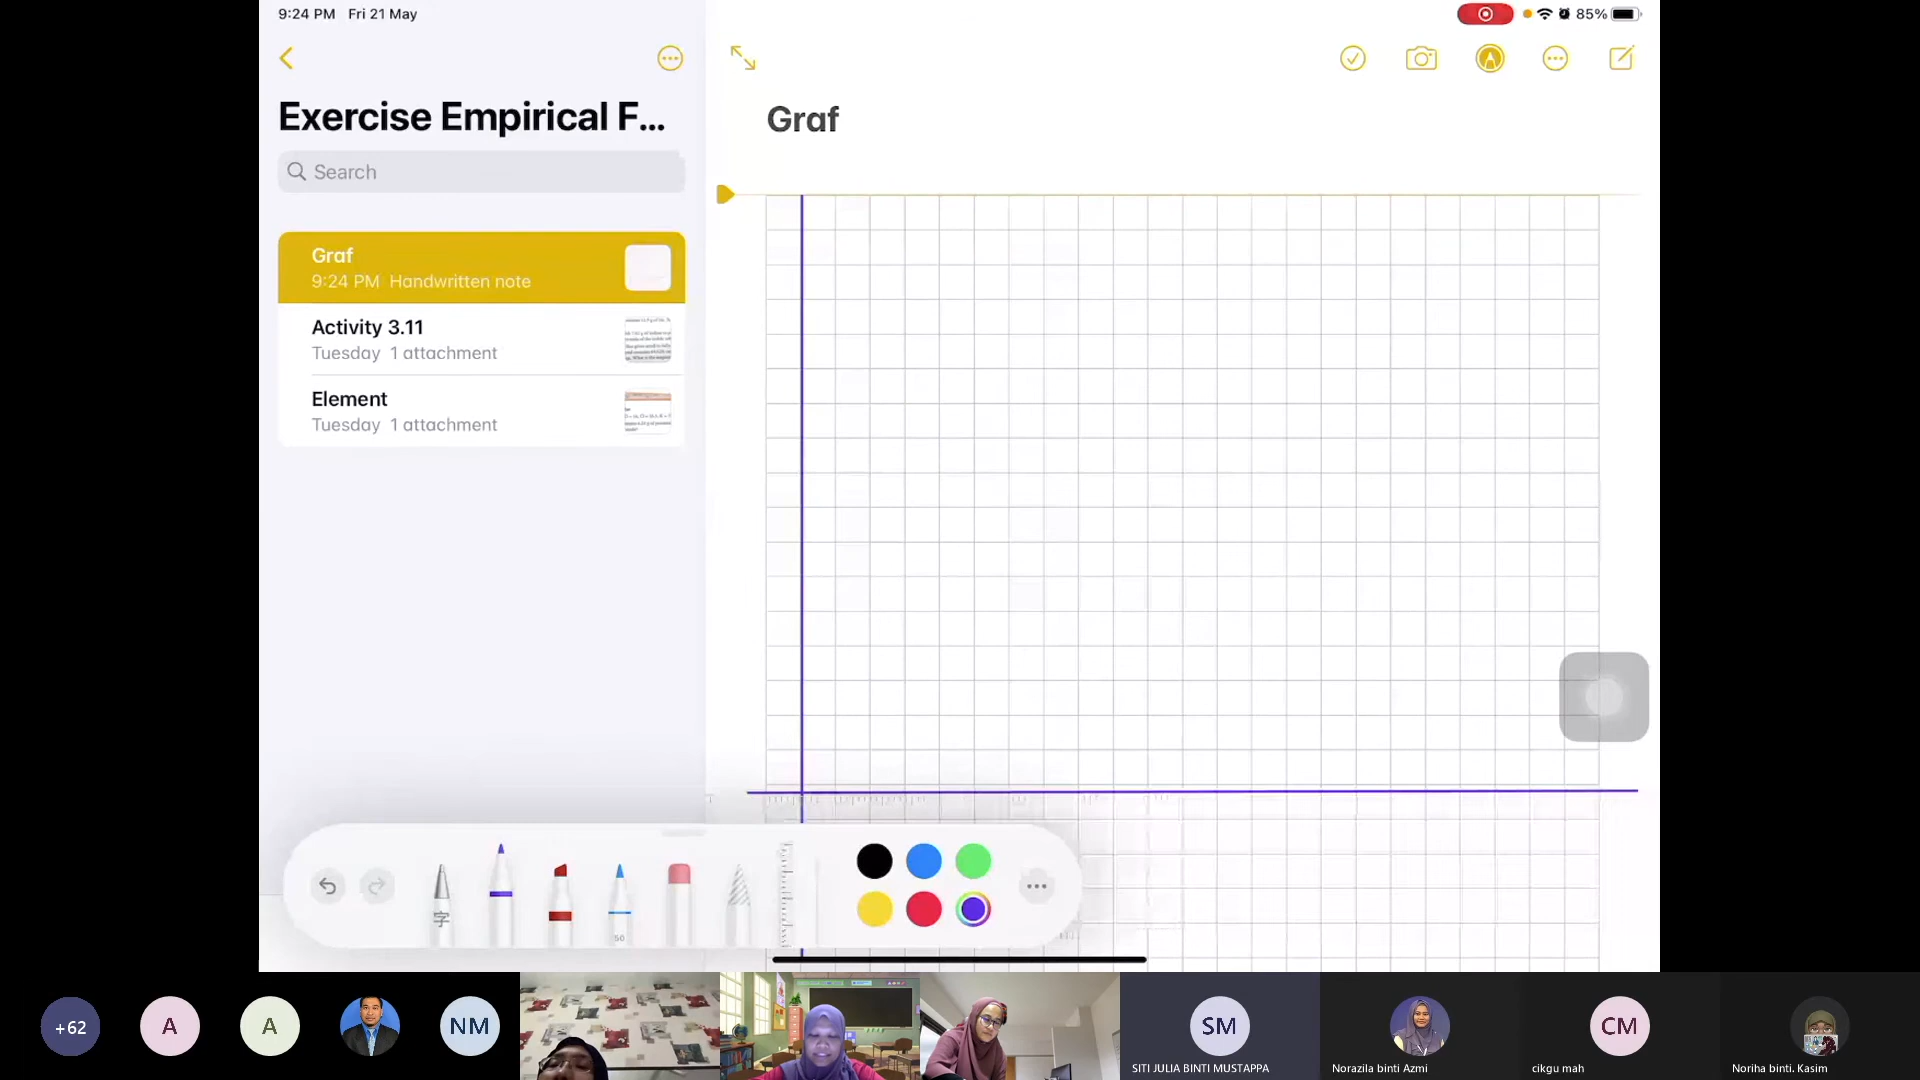 9:24 PM Fri 21 May
85%
Exercise Empirical F...
Search
Graf
9:24 PM Handwritten note
Activity 3.11
Tuesday 1 attachment
Element
Tuesday 1 attachment
Graf
字
50
+62
A
A
NM
SM
SITI JULIA BINTI MUSTAPPA
Norazila binti Azmi
CM
cikgu mah
Noriha binti. Kasim